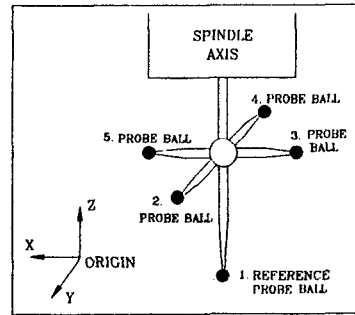 SPINDLE
AXIS
4. PROBE BALL
5. PROBE BALL
3. PROBE
BALL
2.
PROBE BALL
Z
X
ORIGIN
Y
1. REFERENCE
PROBE BALL